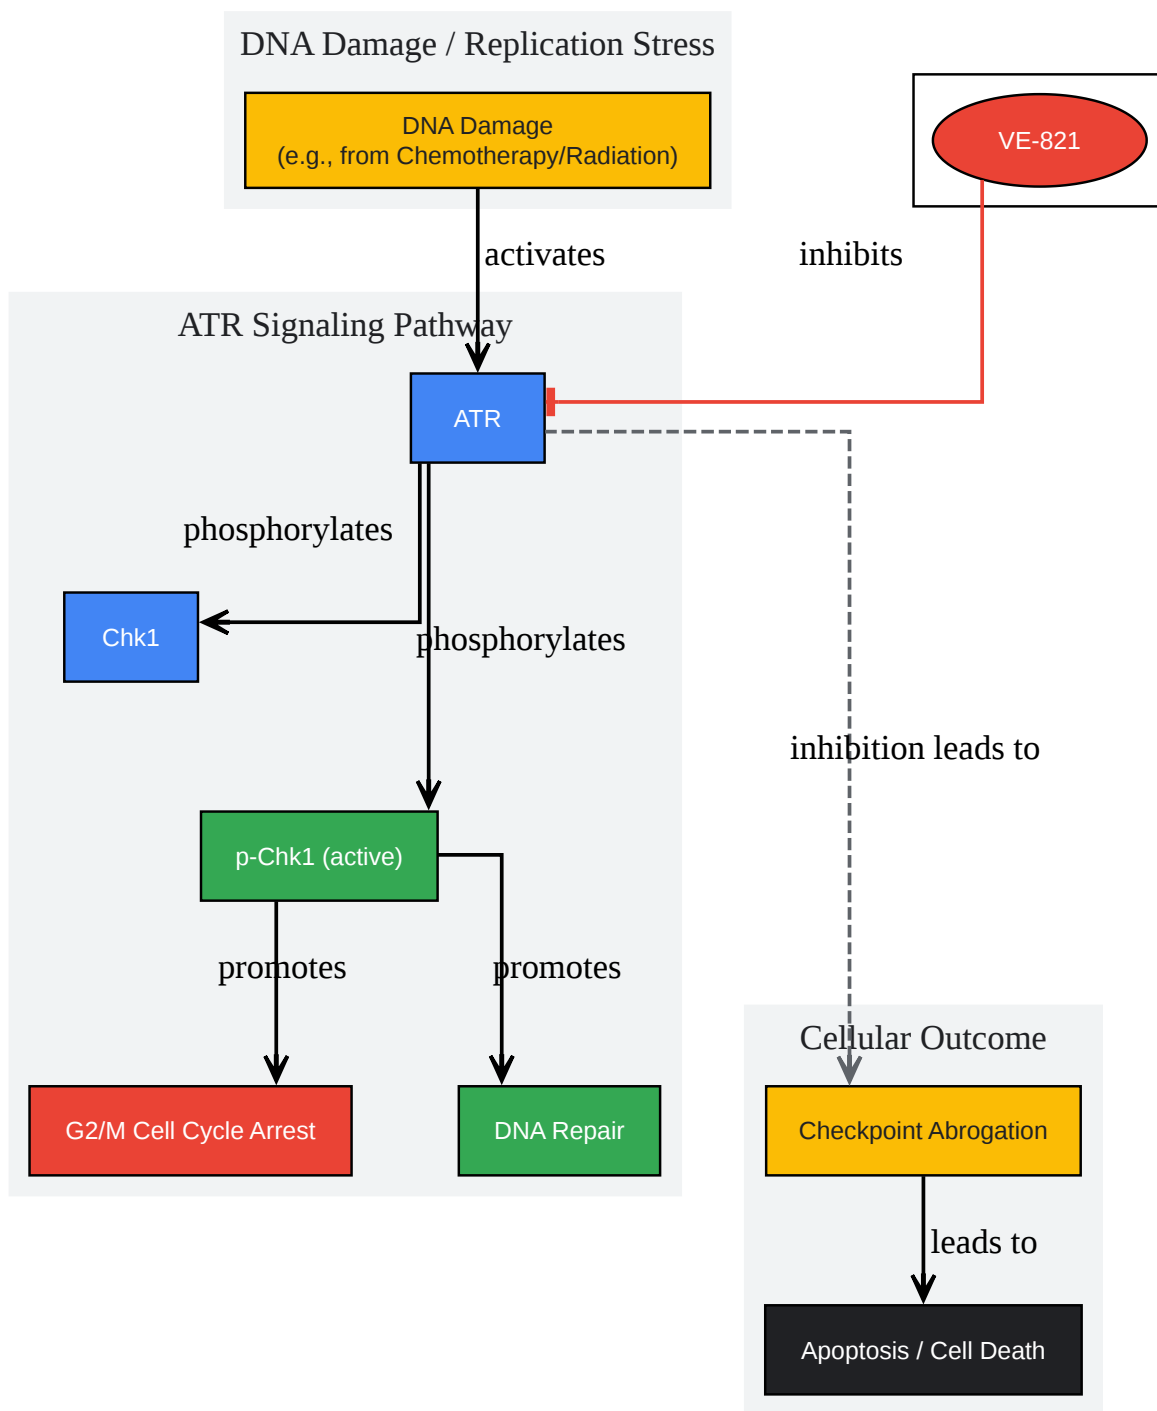 DNA Damage / Replication Stress
DNA Damage
(e.g., from Chemotherapy/Radiation)
VE-821
activates
inhibits
ATR Signaling Pathway
ATR
phosphorylates
Chk1
phosphorylates
inhibition leads to
p-Chk1 (active)
promotes
promotes
Cellular Outcome
G2/M Cell Cycle Arrest
DNA Repair
Checkpoint Abrogation
leads to
Apoptosis / Cell Death